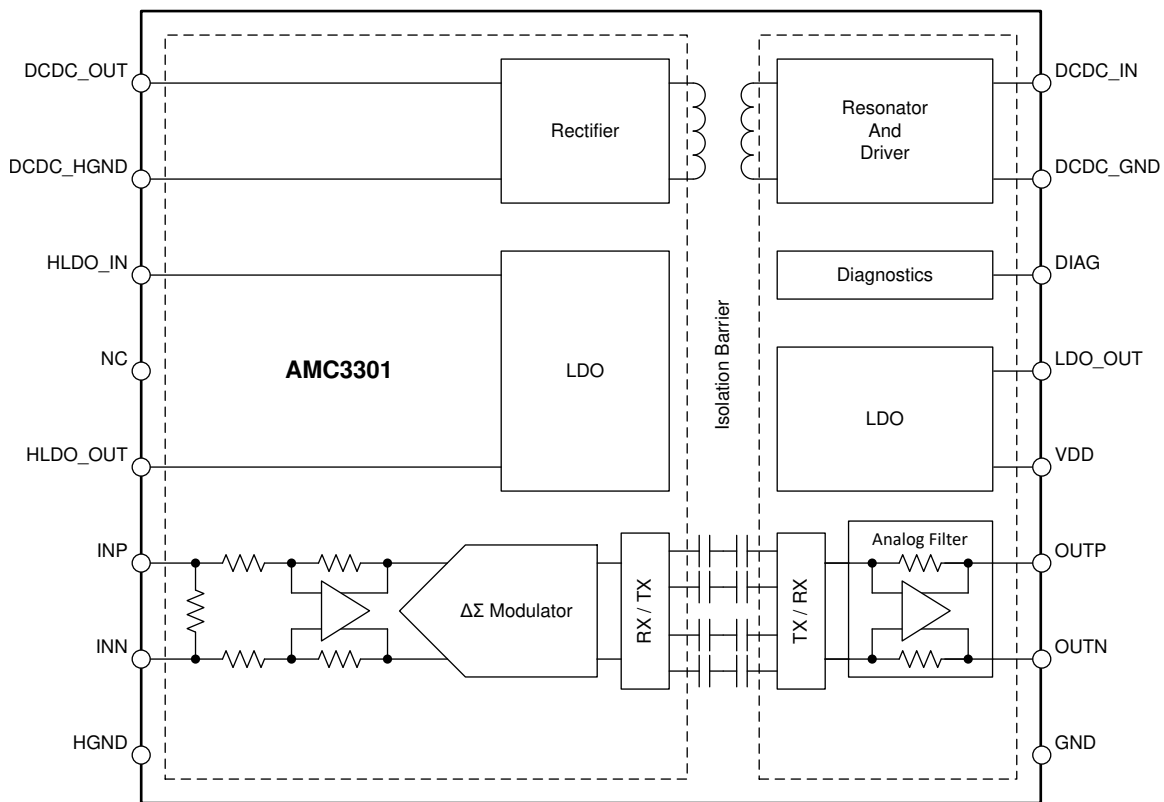 DCDC_OUT
DCDC_HGND
HLDO_IN
NC
HLDO_OUT
INP
INN
HGND
Rectifier
AMC3301
LDO
ΔΣ Modulator
RX / TX
Isolation Barrier
Resonator
And
Driver
Diagnostics
LDO
TX / RX
Analog Filter
DCDC_IN
DCDC_GND
DIAG
LDO_OUT
VDD
OUTP
OUTN
GND